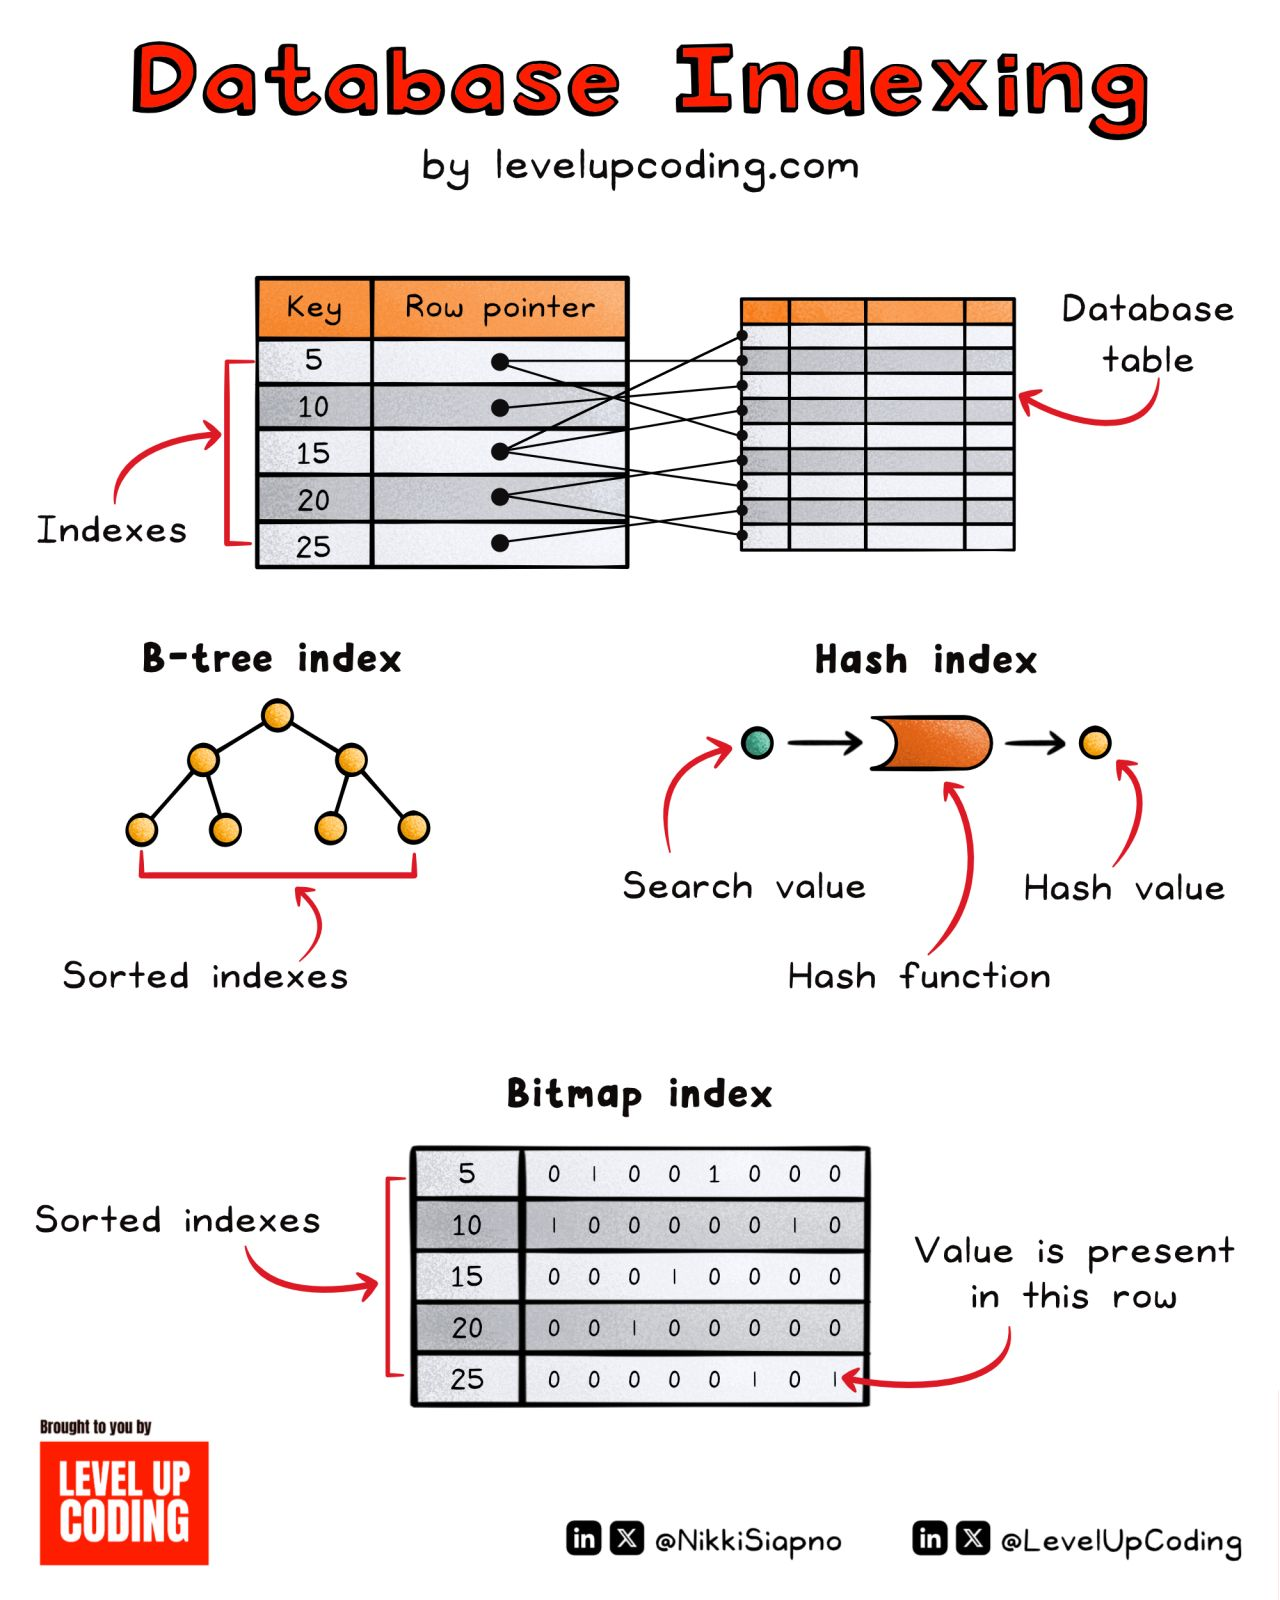 Database Indexing
by levelupcoding.com
Key Row pointer
5
10
15
20
25
Indexes
Database
table
B-tree index
Sorted indexes
Hash index
Search value
Hash function
Hash value
Bitmap index
5 0 1 0 0 1 0 0 0
10 1 0 0 0 0 0 1 0
15 0 0 0 1 0 0 0 0
20 0 0 1 0 0 0 0 0
25 0 0 0 0 0 1 0 1
Sorted indexes
Value is present
in this row
Brought to you by
LEVEL UP
CODING
in X @NikkiSiapno
in X @LevelUpCoding